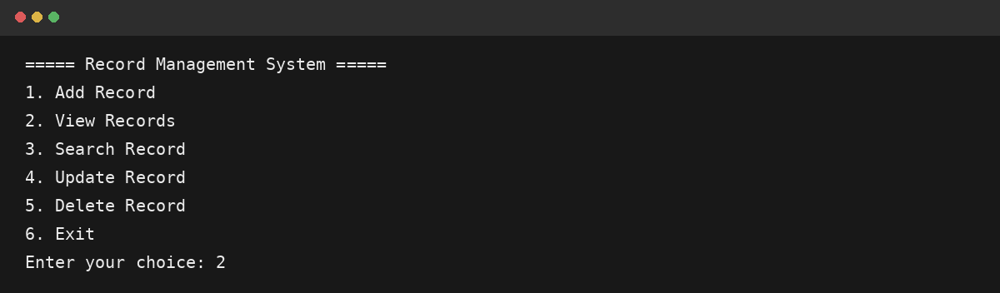 ===== Record Management System =====
1. Add Record
2. View Records
3. Search Record
4. Update Record
5. Delete Record
6. Exit
Enter your choice: 2